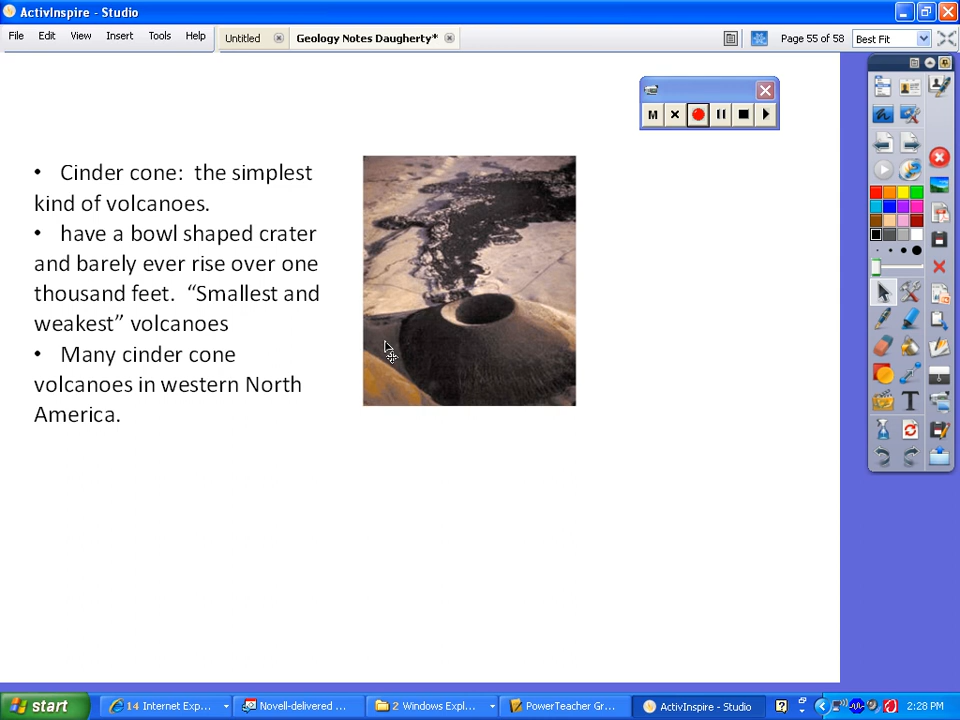 ActivInspire - Studio
File Edit View Insert Tools Help
Untitled
Geology Notes Daugherty*
Page 55 of 58
Best Fit
M
• Cinder cone: the simplest
kind of volcanoes.
• have a bowl shaped crater
and barely ever rise over one
thousand feet. “Smallest and
weakest” volcanoes
• Many cinder cone
volcanoes in western North
America.
T
start
14 Internet Exp...
Novell-delivered ...
2 Windows Expl...
PowerTeacher Gr...
ActivInspire - Studio
2:28 PM